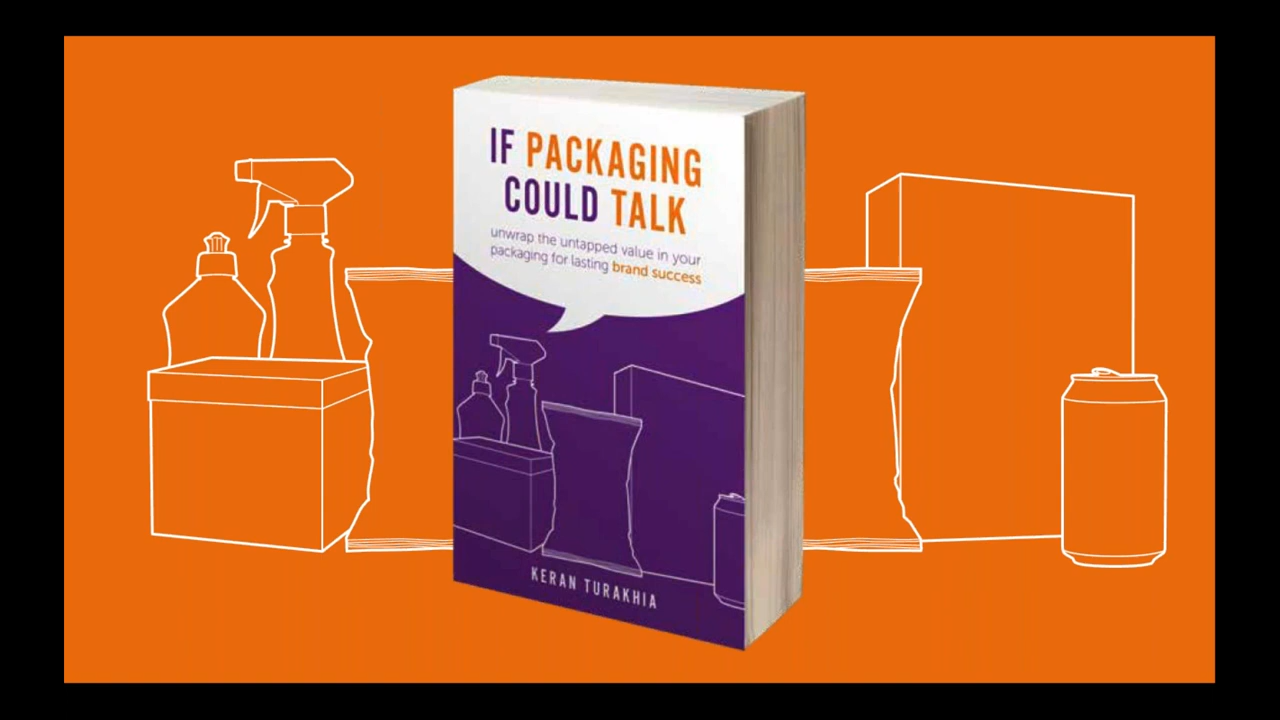 IF PACKAGING
COULD TALK
unwrap the untapped value in your
packaging for lasting brand success
KERAN TURAKHIA